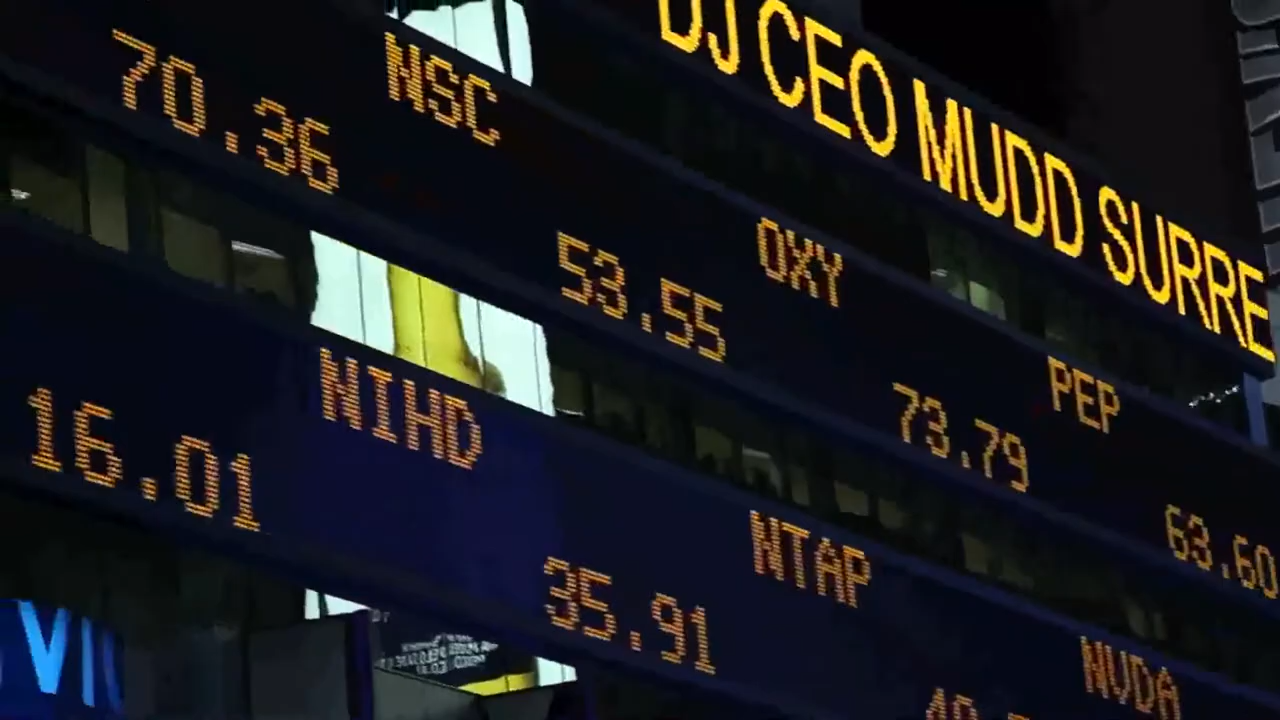 DJ CEO MUDD SURRE
70.36 NSC 53.55 OXY 73.79 PEP 63.60
16.01 NIHD 35.91 NTAP NVDA